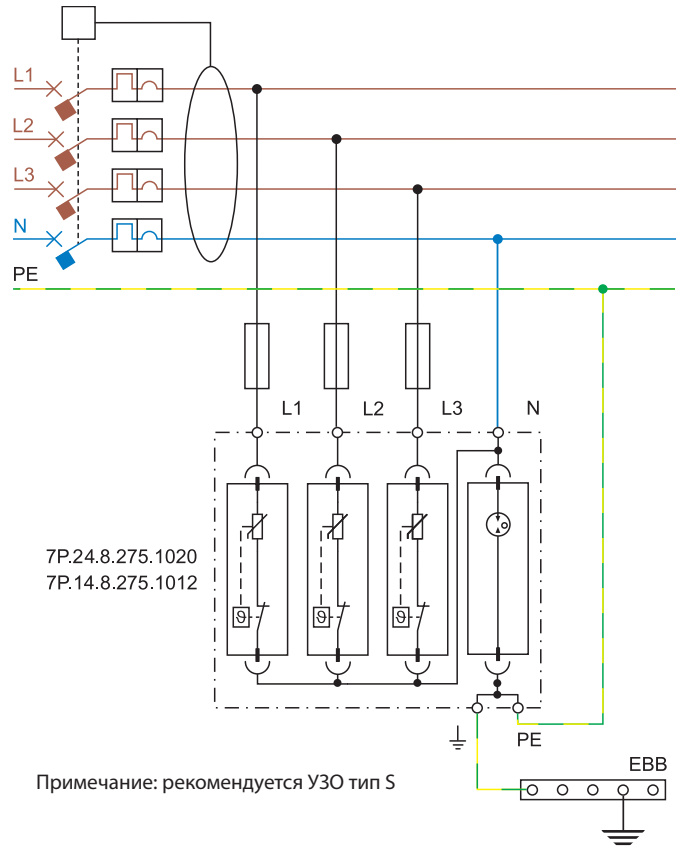 L1
L2
L3
N
PE
L1 L2 L3 N
7P.24.8.275.1020
7P.14.8.275.1012
ϑ ϑ ϑ
PE
EBB
Примечание: рекомендуется УЗО тип S